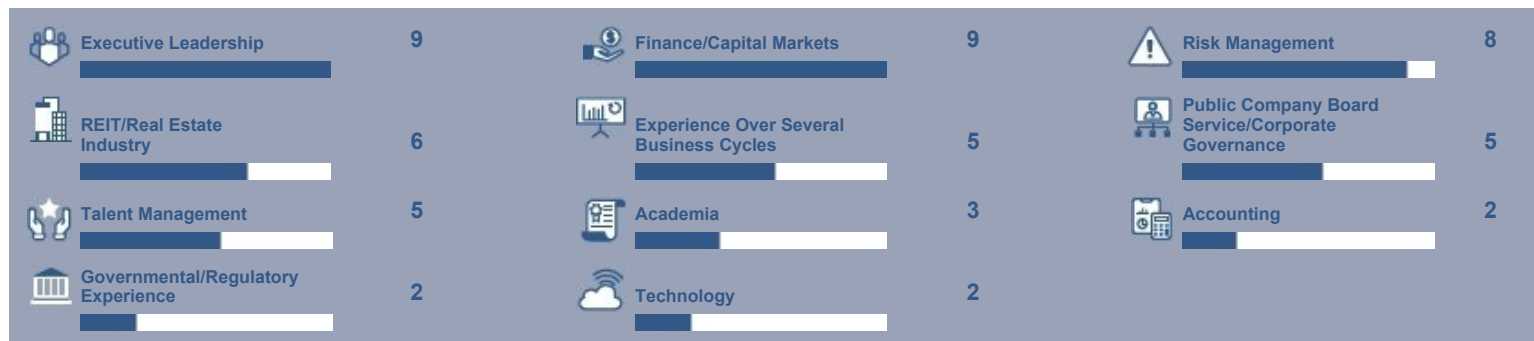 Executive Leadership 9
Finance/Capital Markets 9
Risk Management 8
REIT/Real Estate
Industry 6
Experience Over Several
Business Cycles 5
Public Company Board
Service/Corporate
Governance 5
Talent Management 5
Academia 3
Accounting 2
Governmental/Regulatory
Experience 2
Technology 2